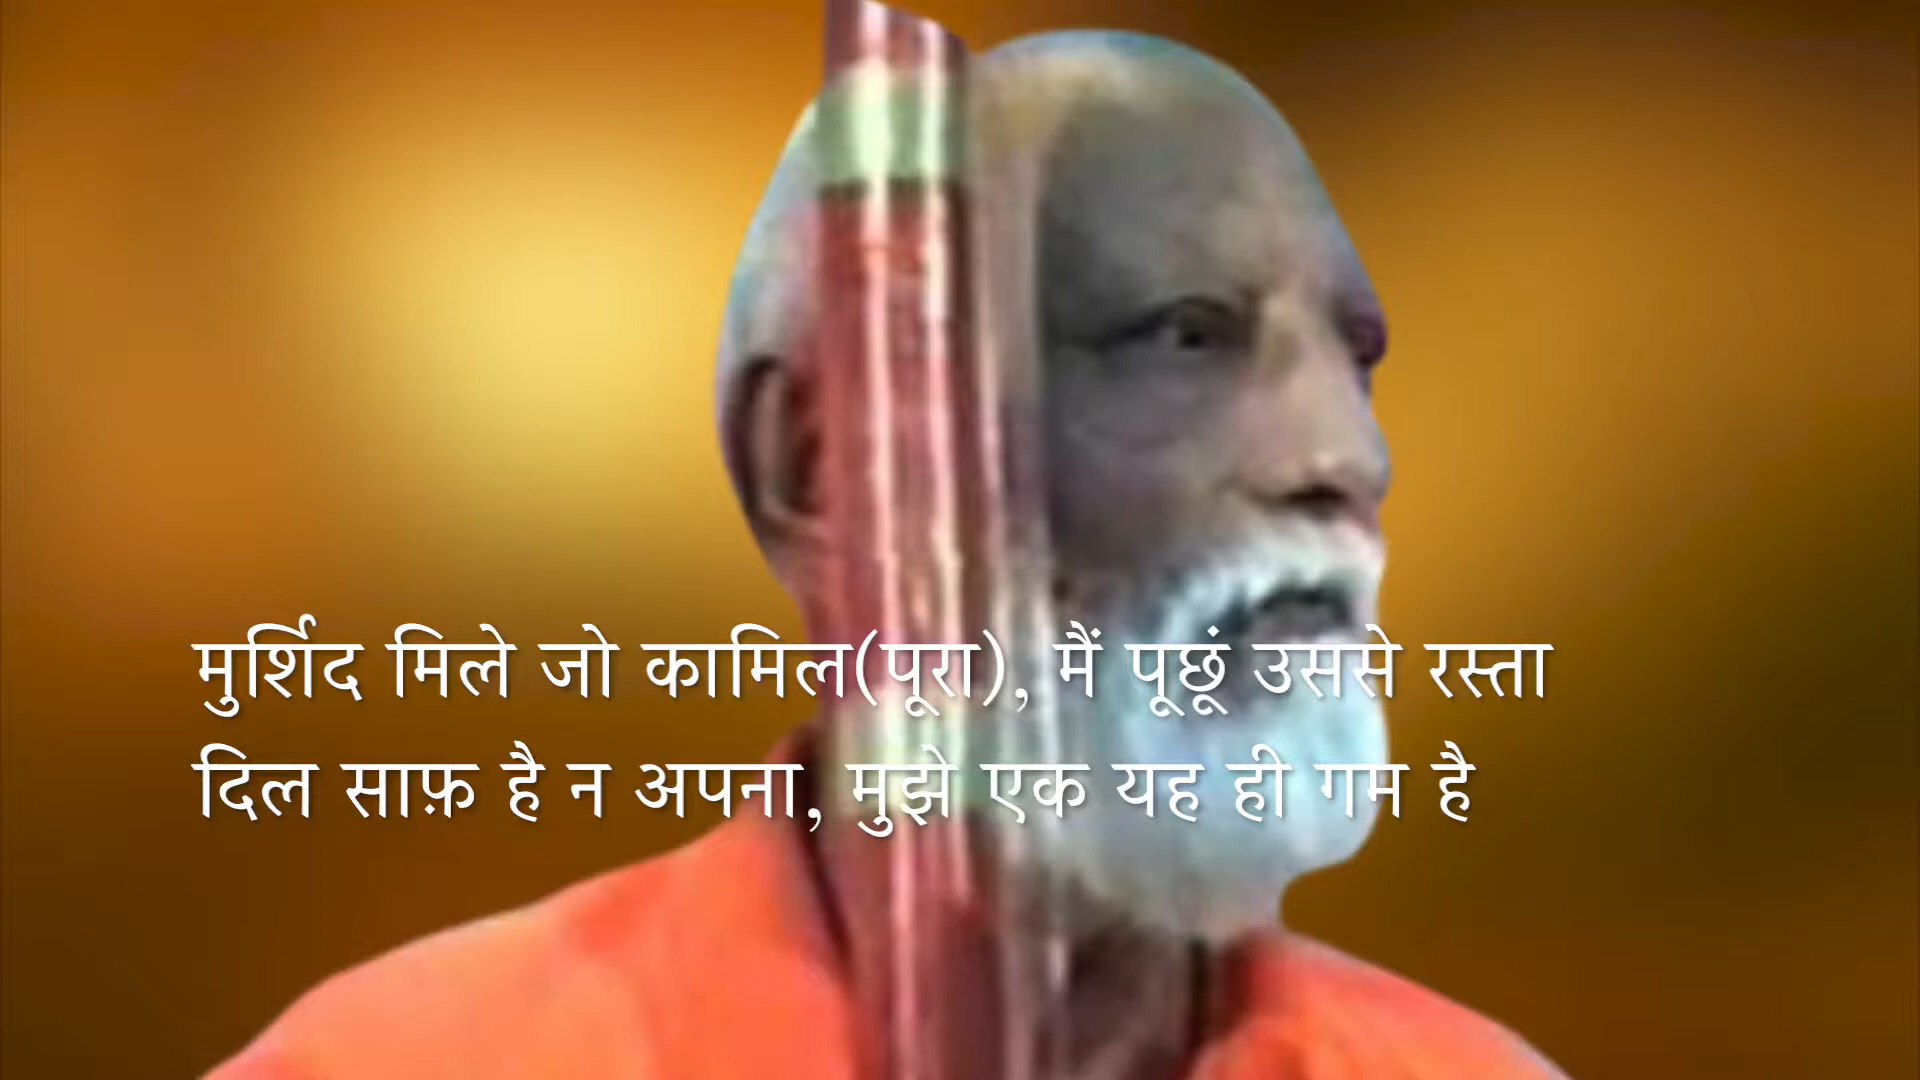 मुर्शिद मिले जो कामिल(पूरा), मैं पूछूं उससे रस्ता
दिल साफ़ है न अपना, मुझे एक यह ही गम है